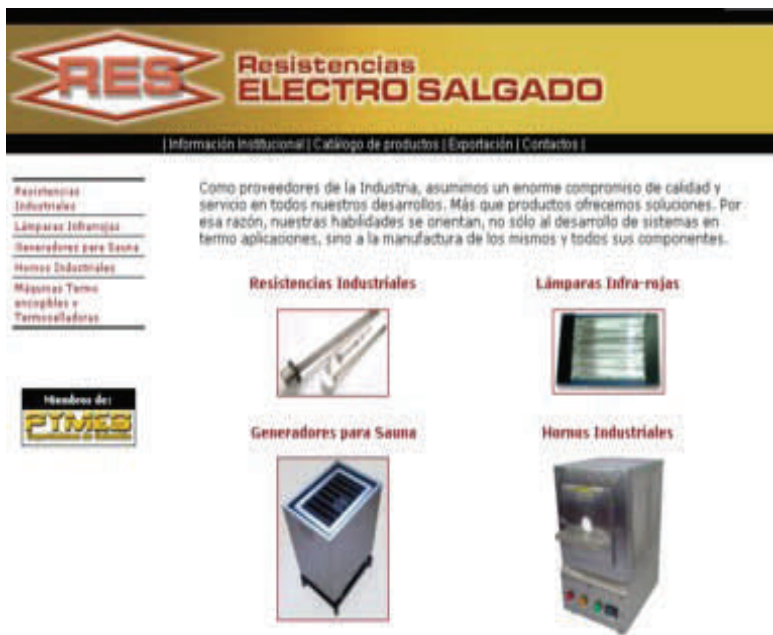 RES
Resistencias
ELECTRO SALGADO
| Información Institucional | Catálogo de productos | Exportación | Contactos |
Resistencias
Industriales
Lámparas Infrarrojas
Generadores para Sauna
Hornos Industriales
Máquinas Termo
encogibles y
Termoselladoras
Miembros de:
PYMES
Como proveedores de la Industria, asumimos un enorme compromiso de calidad y
servicio en todos nuestros desarrollos. Más que productos ofrecemos soluciones. Por
esa razón, nuestras habilidades se orientan, no sólo al desarrollo de sistemas en
termo aplicaciones, sino a la manufactura de los mismos y todos sus componentes.
Resistencias Industriales
Lámparas Infra-rojas
Generadores para Sauna
Hornos Industriales